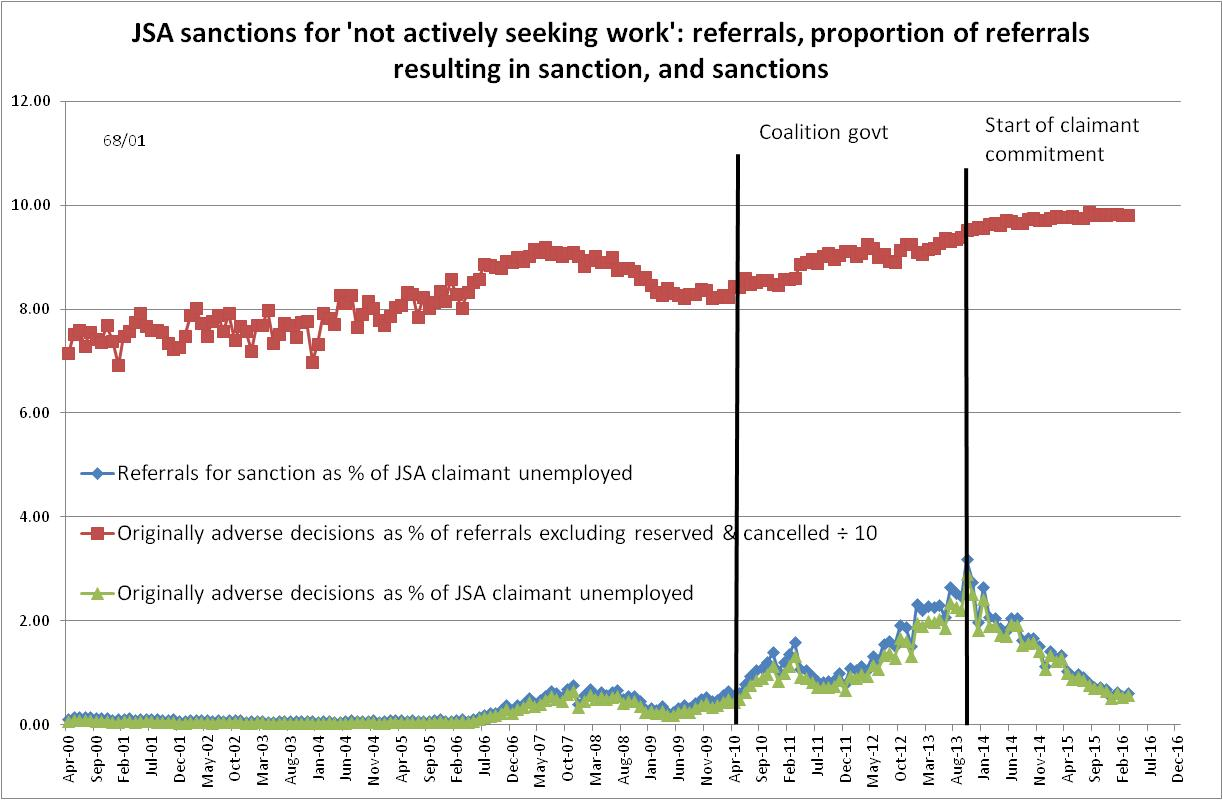 JSA sanctions for 'not actively seeking work': referrals, proportion of referrals
resulting in sanction, and sanctions
12.00
10.00
8.00
6.00
4.00
2.00
0.00
68/01
Coalition govt
Start of claimant
commitment
Referrals for sanction as % of JSA claimant unemployed
Originally adverse decisions as % of referrals excluding reserved & cancelled ÷ 10
Originally adverse decisions as % of JSA claimant unemployed
Apr-00
Sep-00
Feb-01
Jul-01
Dec-01
May-02
Oct-02
Mar-03
Aug-03
Jan-04
Jun-04
Nov-04
Apr-05
Sep-05
Feb-06
Jul-06
Dec-06
May-07
Oct-07
Mar-08
Aug-08
Jan-09
Jun-09
Nov-09
Apr-10
Sep-10
Feb-11
Jul-11
Dec-11
May-12
Oct-12
Mar-13
Aug-13
Jan-14
Jun-14
Nov-14
Apr-15
Sep-15
Feb-16
Jul-16
Dec-16